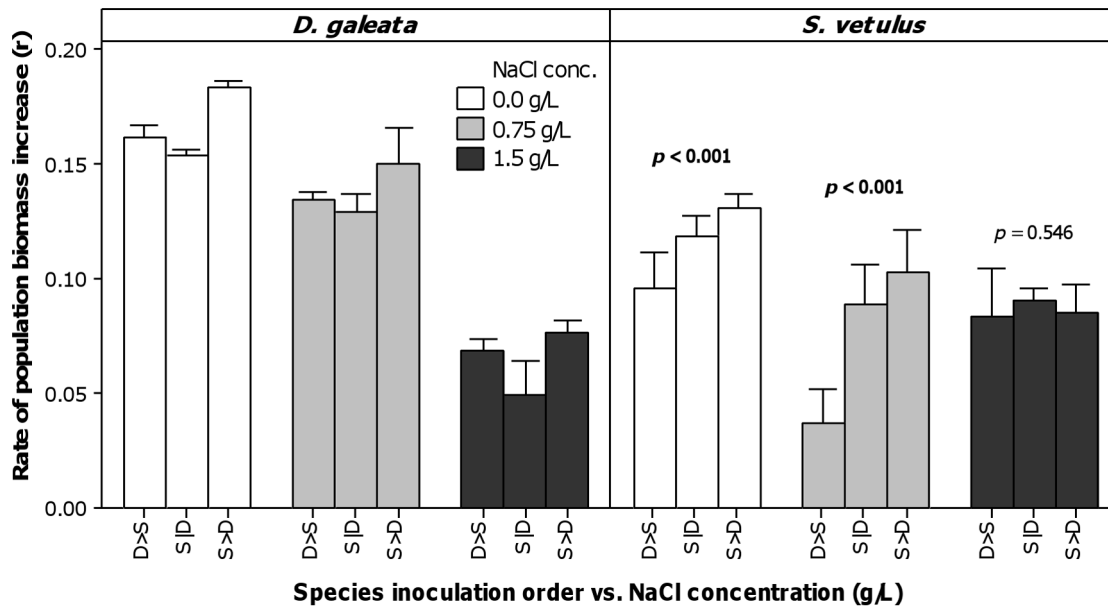 D. galeata
S. vetulus
Rate of population biomass increase (r)
0.20
0.15
0.10
0.05
0.00
NaCl conc.
0.0 g/L
0.75 g/L
1.5 g/L
p < 0.001
p < 0.001
p = 0.546
D>S
S|D
S>D
D>S
S|D
S>D
D>S
S|D
S>D
D>S
S|D
S>D
D>S
S|D
S>D
D>S
S|D
S>D
Species inoculation order vs. NaCl concentration (g/L)